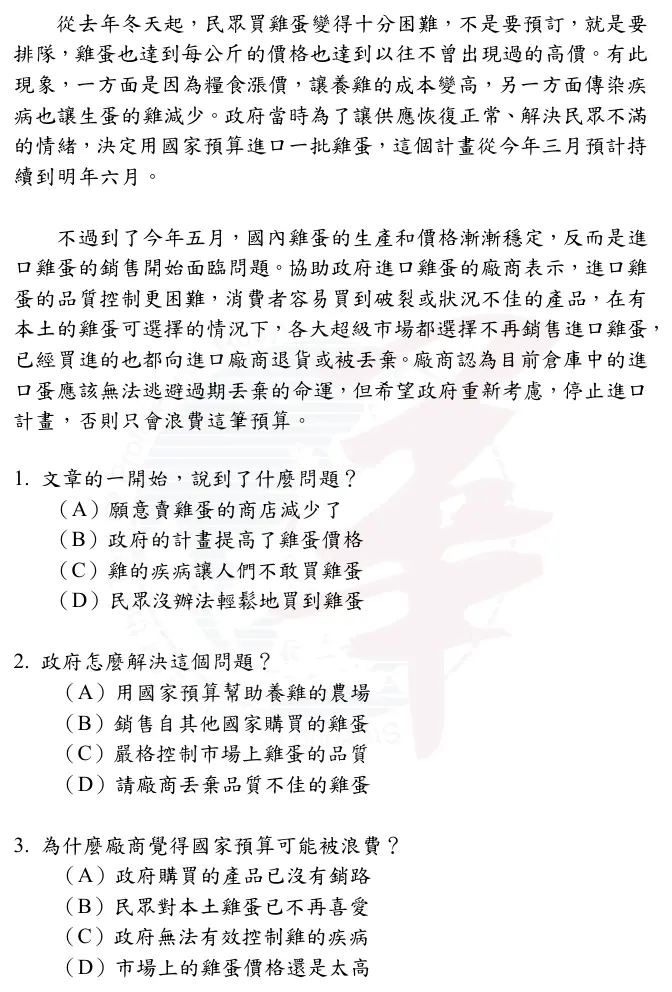 從去年冬天起，民眾買雞蛋變得十分困難，不是要預訂，就是要
排隊，雞蛋也達到每公斤的價格也達到以往不曾出現過的高價。有此
現象，一方面是因為糧食漲價，讓養雞的成本變高，另一方面傳染疾
病也讓生蛋的雞減少。政府當時為了讓供應恢復正常、解決民眾不滿
的情緒，決定用國家預算進口一批雞蛋，這個計畫從今年三月預計持
續到明年六月。
不過到了今年五月，國內雞蛋的生產和價格漸漸穩定，反而是進
口雞蛋的銷售開始面臨問題。協助政府進口雞蛋的廠商表示，進口雞
蛋的品質控制更困難，消費者容易買到破裂或狀況不佳的產品，在有
本土的雞蛋可選擇的情況下，各大超級市場都選擇不再銷售進口雞蛋，
已經買進的也都向進口廠商退貨或被丟棄。廠商認為目前倉庫中的進
口蛋應該無法逃避過期丟棄的命運，但希望政府重新考慮，停止進口
計畫，否則只會浪費這筆預算。
1. 文章的一開始，說到了什麼問題？
（A）願意賣雞蛋的商店減少了
（B）政府的計畫提高了雞蛋價格
（C）雞的疾病讓人們不敢買雞蛋
（D）民眾沒辦法輕鬆地買到雞蛋
2. 政府怎麼解決這個問題？
（A）用國家預算幫助養雞的農場
（B）銷售自其他國家購買的雞蛋
（C）嚴格控制市場上雞蛋的品質
（D）請廠商丟棄品質不佳的雞蛋
3. 為什麼廠商覺得國家預算可能被浪費？
（A）政府購買的產品已沒有銷路
（B）民眾對本土雞蛋已不再喜愛
（C）政府無法有效控制雞的疾病
（D）市場上的雞蛋價格還是太高